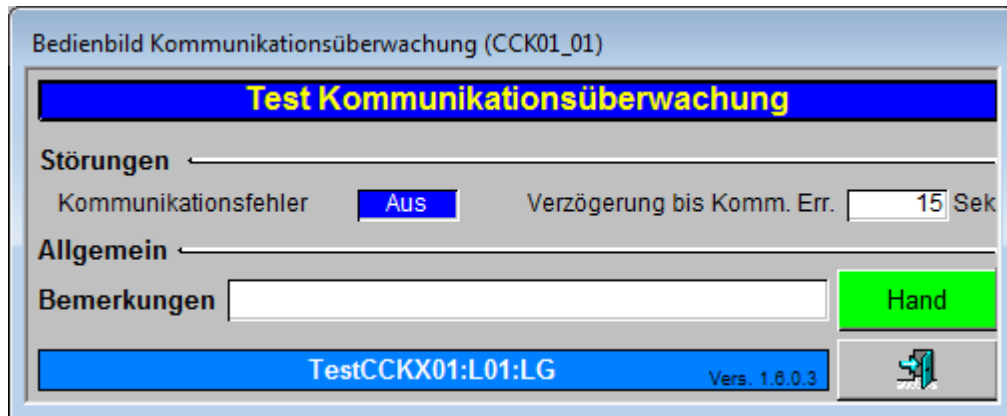 Bedienbild Kommunikationsüberwachung (CCK01_01)
Test Kommunikationsüberwachung
Störungen
Kommunikationsfehler Aus Verzögerung bis Komm. Err. 15 Sek
Allgemein
Bemerkungen Hand
TestCCKX01:L01:LG Vers. 1.6.0.3